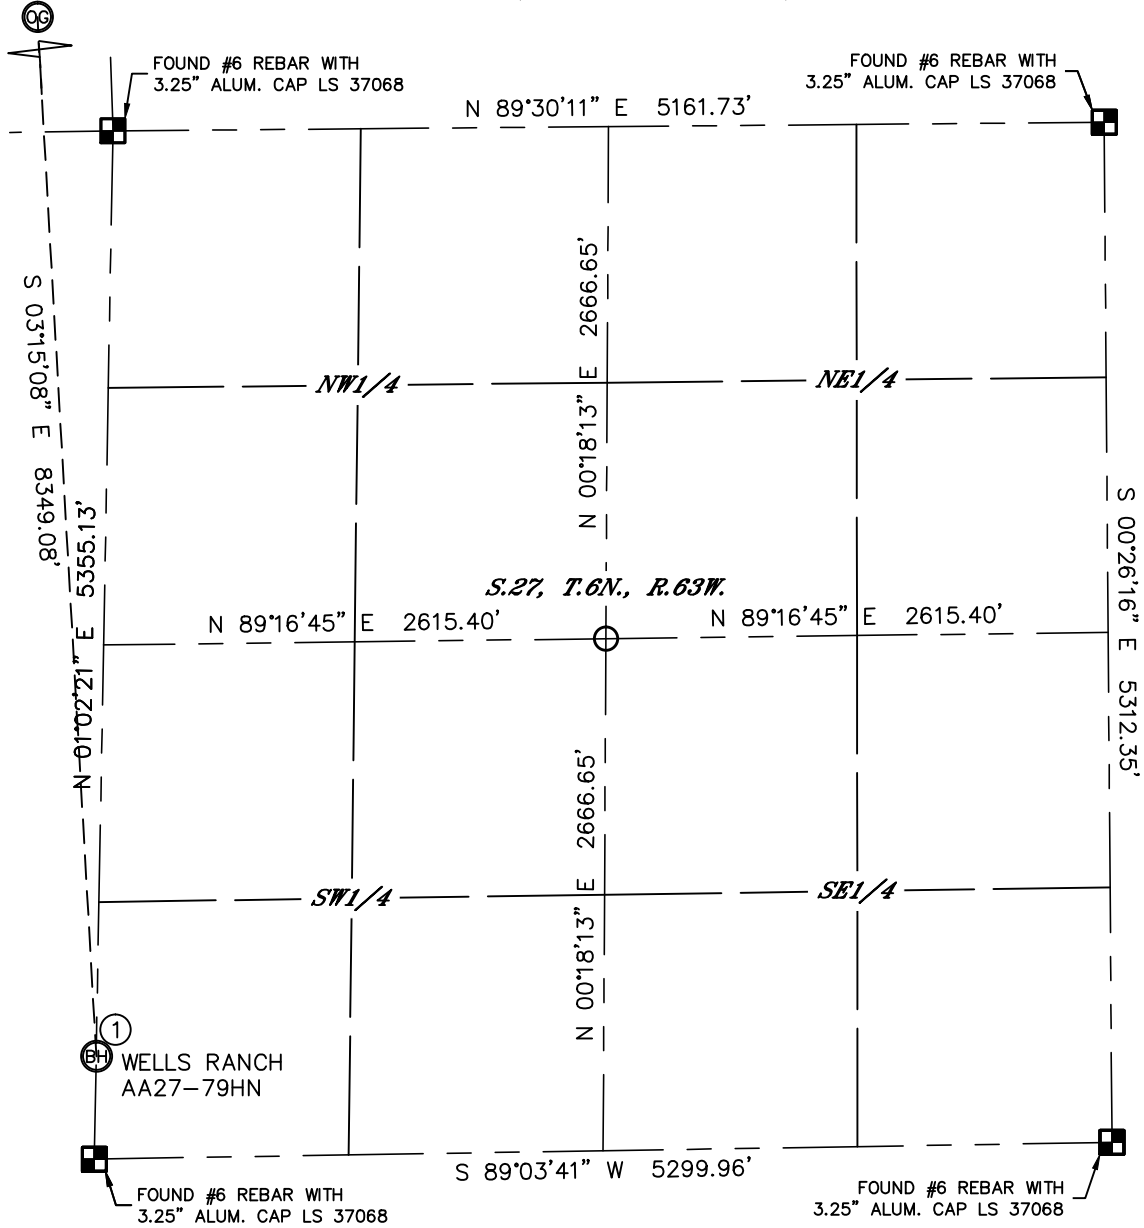 OG
FOUND #6 REBAR WITH
3.25" ALUM. CAP LS 37068
FOUND #6 REBAR WITH
3.25" ALUM. CAP LS 37068
N 89°30'11" E 5161.73'
S 03°15'08" E 8349.08'
N 01°02'21" E 5355.13'
N 00°18'13" E 2666.65'
NW1/4
NE1/4
S 00°26'16" E 5312.35'
S.27, T.6N., R.63W.
N 89°16'45" E 2615.40'
N 89°16'45" E 2615.40'
N 00°18'13" E 2666.65'
SW1/4
SE1/4
1
BH
WELLS RANCH
AA27-79HN
S 89°03'41" W 5299.96'
FOUND #6 REBAR WITH
3.25" ALUM. CAP LS 37068
FOUND #6 REBAR WITH
3.25" ALUM. CAP LS 37068